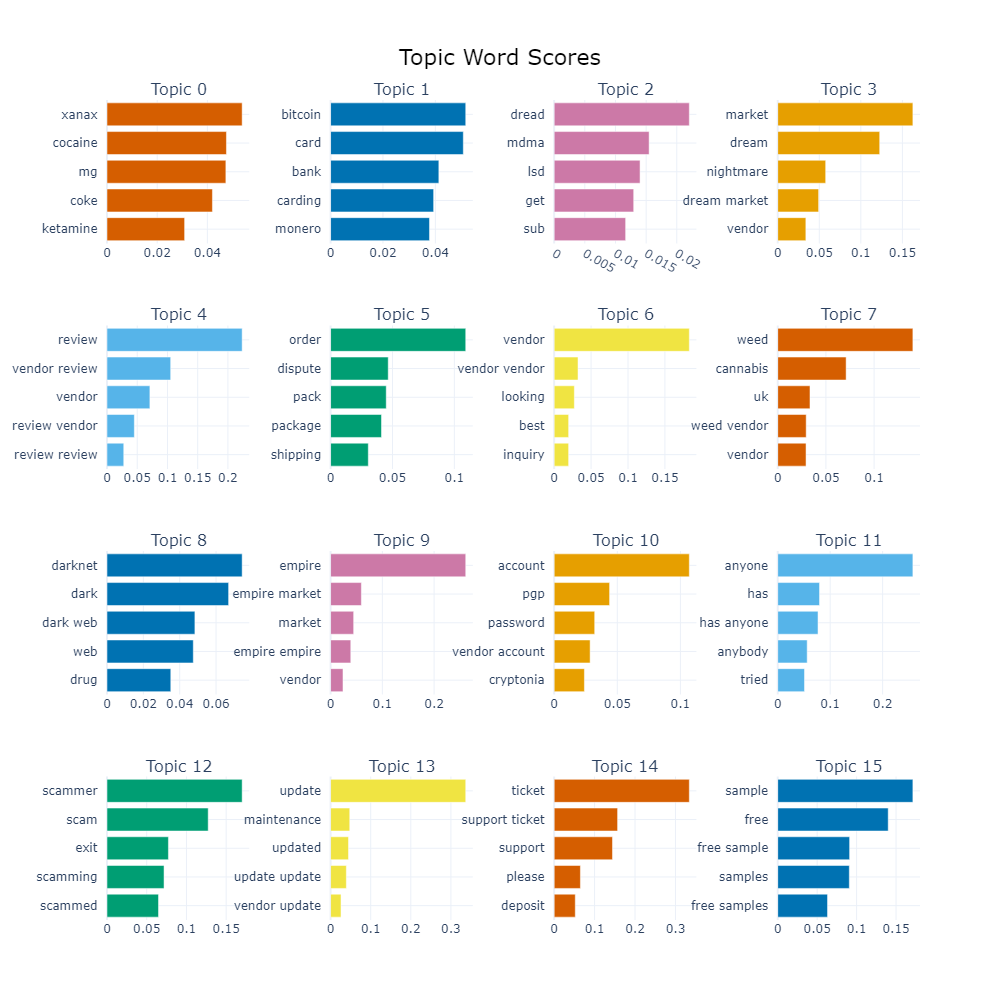 Topic Word Scores
Topic 0
xanax
cocaine
mg
coke
ketamine
0 0.02 0.04
Topic 1
bitcoin
card
bank
carding
monero
0 0.02 0.04
Topic 2
dread
mdma
lsd
get
sub
0 0.005 0.01 0.015 0.02
Topic 3
market
dream
nightmare
dream market
vendor
0 0.05 0.1 0.15
Topic 4
review
vendor review
vendor
review vendor
review review
0 0.05 0.1 0.15 0.2
Topic 5
order
dispute
pack
package
shipping
0 0.05 0.1
Topic 6
vendor
vendor vendor
looking
best
inquiry
0 0.05 0.1 0.15
Topic 7
weed
cannabis
uk
weed vendor
vendor
0 0.05 0.1
Topic 8
darknet
dark
dark web
web
drug
0 0.02 0.04 0.06
Topic 9
empire
empire market
market
empire empire
vendor
0 0.1 0.2
Topic 10
account
pgp
password
vendor account
cryptonia
0 0.05 0.1
Topic 11
anyone
has
has anyone
anybody
tried
0 0.1 0.2
Topic 12
scammer
scam
exit
scamming
scammed
0 0.05 0.1 0.15
Topic 13
update
maintenance
updated
update update
vendor update
0 0.1 0.2 0.3
Topic 14
ticket
support ticket
support
please
deposit
0 0.1 0.2 0.3
Topic 15
sample
free
free sample
samples
free samples
0 0.05 0.1 0.15